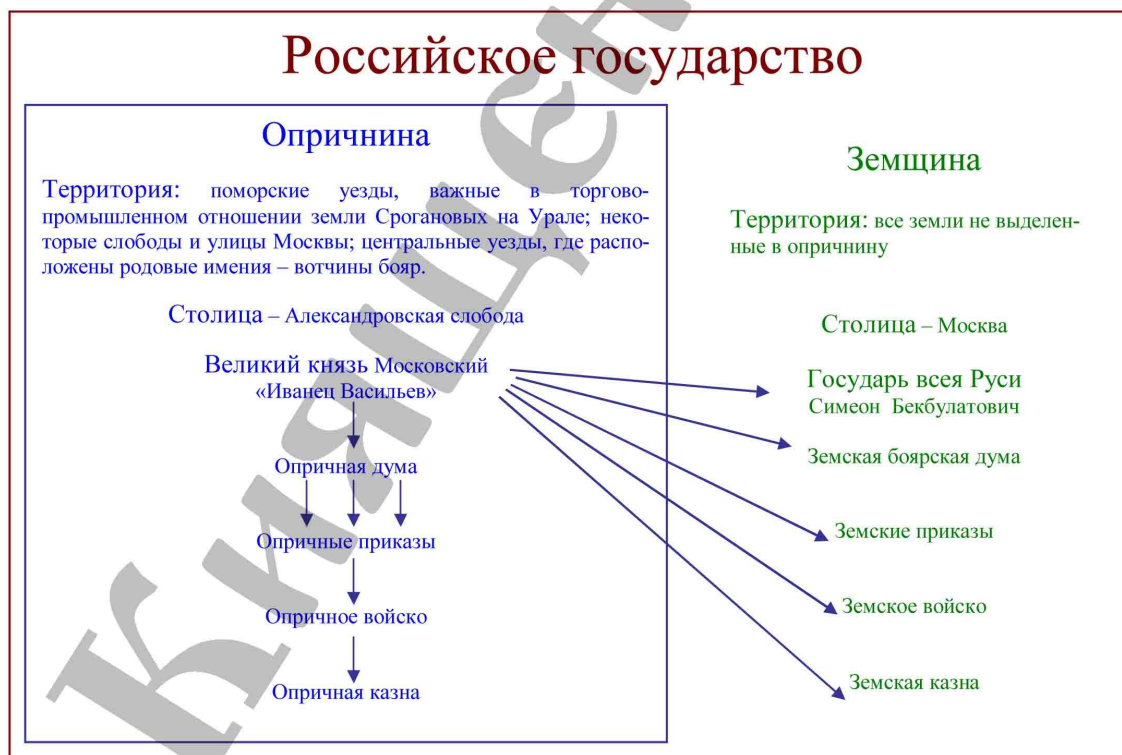 Российское государство
Опричнина
Территория: поморские уезды, важные в торгово-
промышленном отношении земли Срогановых на Урале; неко-
торые слободы и улицы Москвы; центральные уезды, где распо-
ложены родовые имения – вотчины бояр.
Столица – Александровская слобода
Великий князь Московский
«Иванец Васильев»
Опричная дума
Опричные приказы
Опричное войско
Опричная казна
Земщина
Территория: все земли не выделен-
ные в опричнину
Столица – Москва
Государь всея Руси
Симеон Бекбулатович
Земская боярская дума
Земские приказы
Земское войско
Земская казна